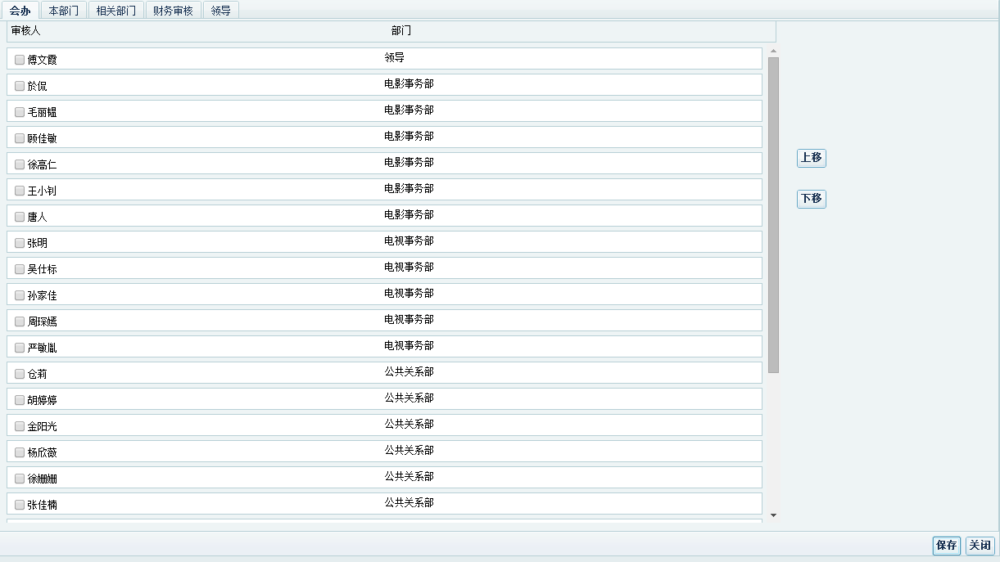 会办 本部门 相关部门 财务审核 领导
审核人 部门
傅文霞 领导
於侃 电影事务部
毛丽韫 电影事务部
顾佳敏 电影事务部
徐高仁 电影事务部
王小钊 电影事务部
唐人 电影事务部
张明 电视事务部
吴仕标 电视事务部
孙家佳 电视事务部
周琛嫣 电视事务部
严敏胤 电视事务部
仓莉 公共关系部
胡婷婷 公共关系部
金阳光 公共关系部
杨欣薇 公共关系部
徐姗姗 公共关系部
张佳楠 公共关系部
上移
下移
保存 关闭